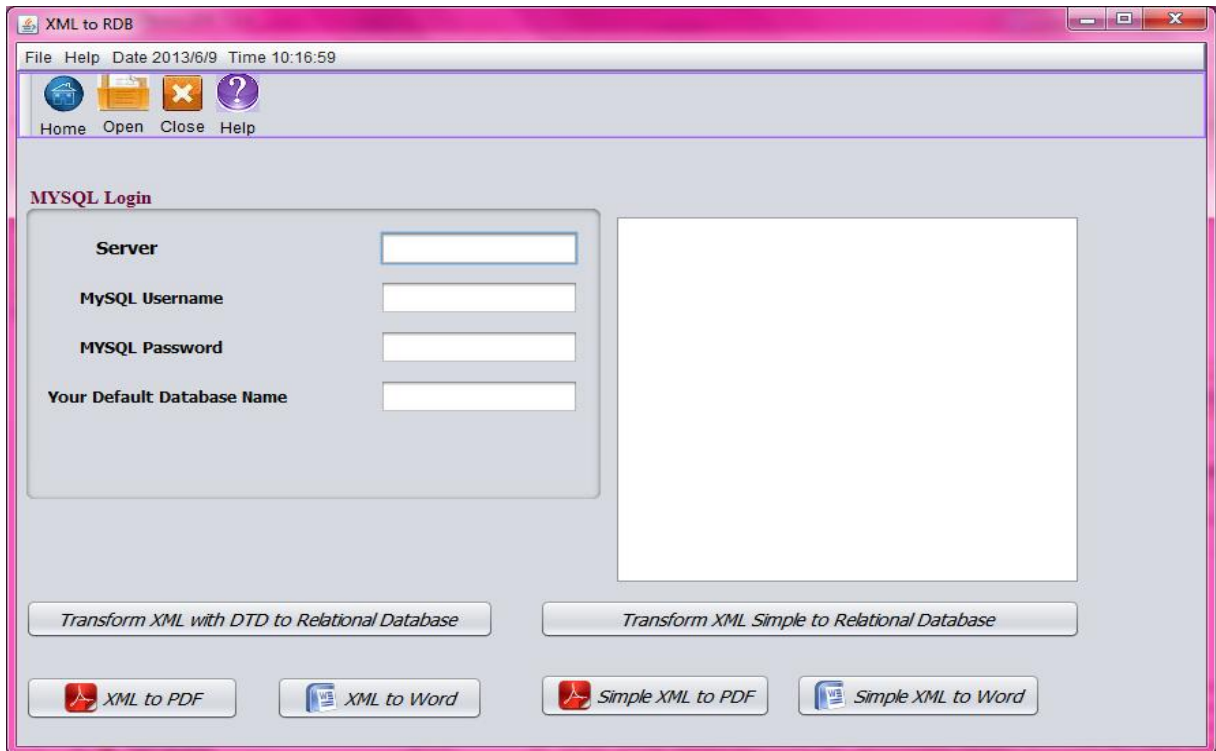 XML to RDB
File Help Date 2013/6/9 Time 10:16:59
Home Open Close Help
MYSQL Login
Server
MySQL Username
MYSQL Password
Your Default Database Name
Transform XML with DTD to Relational Database
Transform XML Simple to Relational Database
XML to PDF
XML to Word
Simple XML to PDF
Simple XML to Word